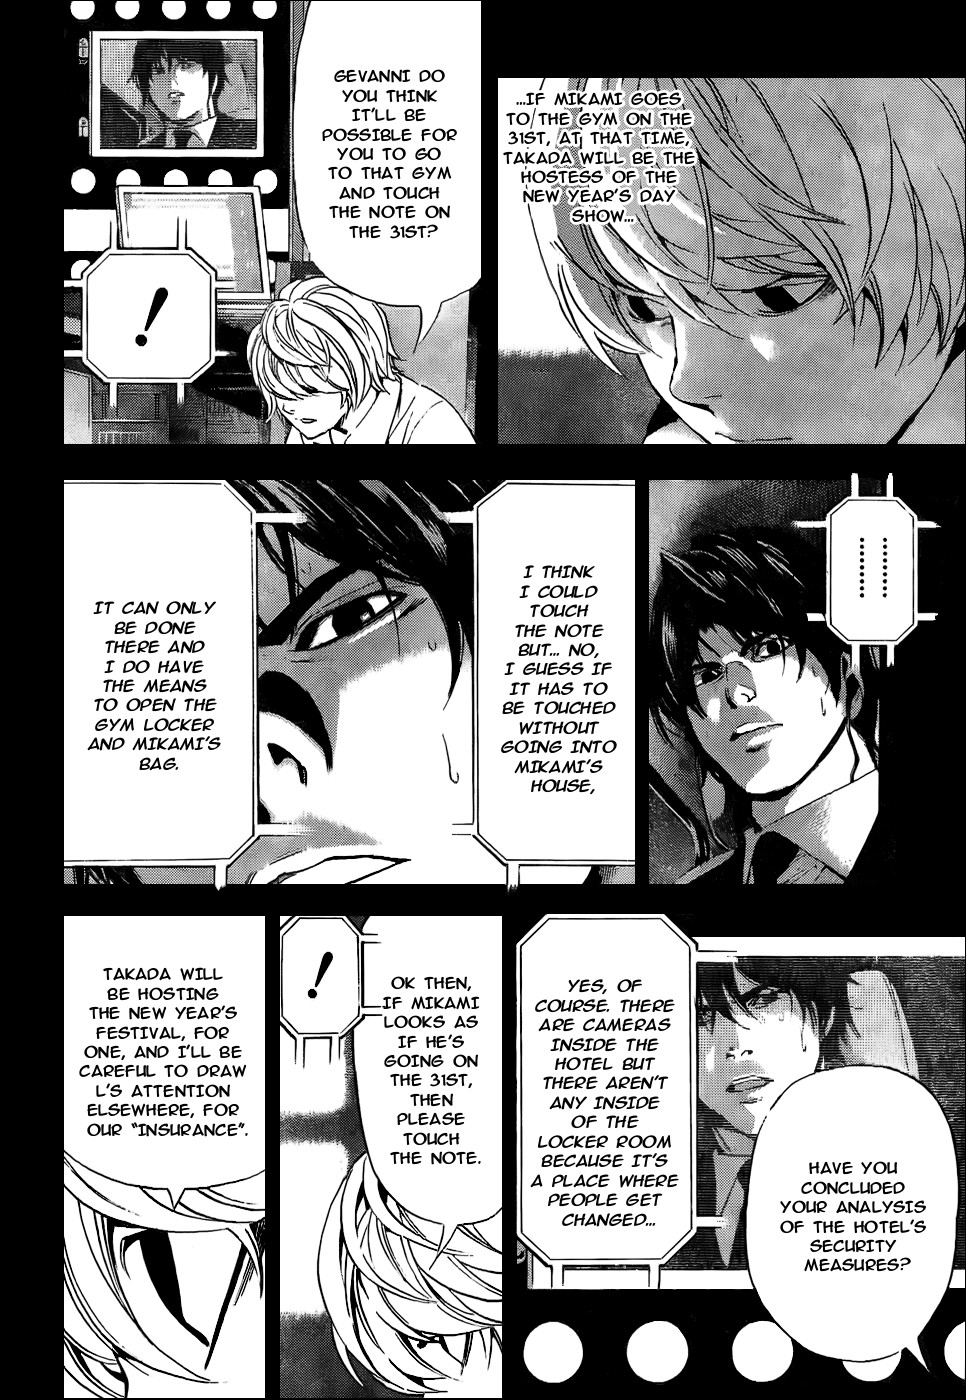 ...IF MIKAMI GOES
TO THE GYM ON THE
31ST, AT THAT TIME,
TAKADA WILL BE THE
HOSTESS OF THE
NEW YEAR'S DAY
SHOW...
GEVANNI DO
YOU THINK
IT'LL BE
POSSIBLE FOR
YOU TO GO
TO THAT GYM
AND TOUCH
THE NOTE ON
THE 31ST?
!
..........
I THINK
I COULD
TOUCH
THE NOTE
BUT... NO,
I GUESS IF
IT HAS TO
BE TOUCHED
WITHOUT
GOING INTO
MIKAMI'S
HOUSE,
IT CAN ONLY
BE DONE
THERE AND
I DO HAVE
THE MEANS
TO OPEN THE
GYM LOCKER
AND MIKAMI'S
BAG.
HAVE YOU
CONCLUDED
YOUR ANALYSIS
OF THE HOTEL'S
SECURITY
MEASURES?
YES, OF
COURSE. THERE
ARE CAMERAS
INSIDE THE
HOTEL BUT
THERE AREN'T
ANY INSIDE
OF THE
LOCKER ROOM
BECAUSE IT'S
A PLACE WHERE
PEOPLE GET
CHANGED...
OK THEN,
IF MIKAMI
LOOKS AS
IF HE'S
GOING ON
THE 31ST,
THEN
PLEASE
TOUCH
THE NOTE.
!
TAKADA WILL
BE HOSTING
THE NEW YEAR'S
FESTIVAL, FOR
ONE, AND I'LL BE
CAREFUL TO DRAW
L'S ATTENTION
ELSEWHERE, FOR
OUR "INSURANCE".